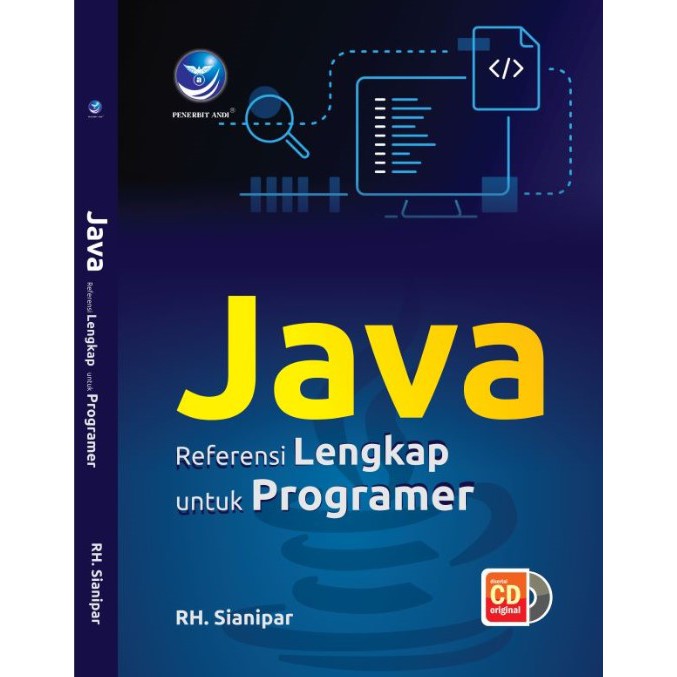 PENERBIT ANDI®
</>
Java
Referensi Lengkap
untuk Programer
RH. Sianipar
disertai
CD
original
Java Referensi Lengkap untuk Programer RH. Sianipar